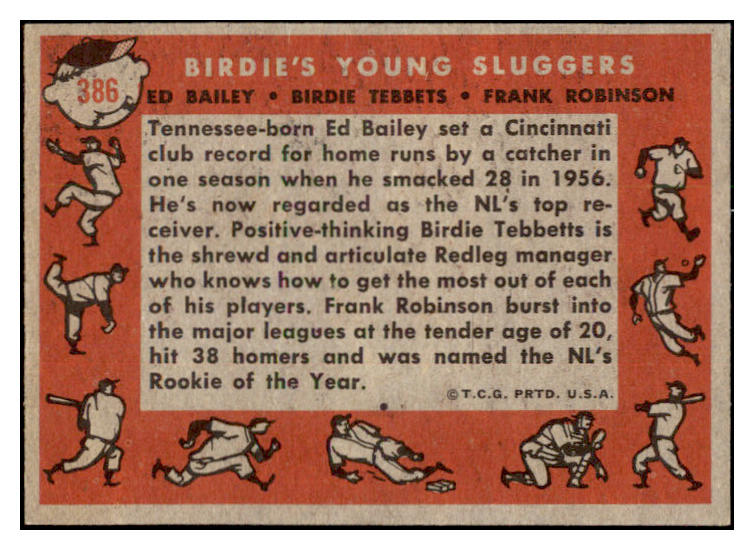 BIRDIE'S YOUNG SLUGGERS
386
ED BAILEY • BIRDIE TEBBETS • FRANK ROBINSON
Tennessee-born Ed Bailey set a Cincinnati
club record for home runs by a catcher in
one season when he smacked 28 in 1956.
He's now regarded as the NL's top re-
ceiver. Positive-thinking Birdie Tebbetts is
the shrewd and articulate Redleg manager
who knows how to get the most out of each
of his players. Frank Robinson burst into
the major leagues at the tender age of 20,
hit 38 homers and was named the NL's
Rookie of the Year.
© T.C.G. PRTD. U.S.A.